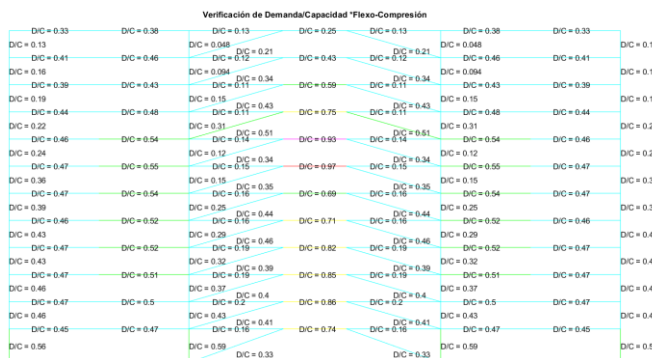 Verificación de Demanda/Capacidad "Flexo-Compresión
D/C = 0.33 D/C = 0.38 D/C = 0.13 D/C = 0.25 D/C = 0.13 D/C = 0.38 D/C = 0.33
D/C = 0.13 D/C = 0.048 D/C = 0.21 D/C = 0.21 D/C = 0.048
D/C = 0.41 D/C = 0.46 D/C = 0.12 D/C = 0.43 D/C = 0.12 D/C = 0.46 D/C = 0.41
D/C = 0.16 D/C = 0.094 D/C = 0.34 D/C = 0.34 D/C = 0.094
D/C = 0.39 D/C = 0.43 D/C = 0.11 D/C = 0.59 D/C = 0.11 D/C = 0.43 D/C = 0.39
D/C = 0.19 D/C = 0.15 D/C = 0.43 D/C = 0.43 D/C = 0.15
D/C = 0.44 D/C = 0.48 D/C = 0.11 D/C = 0.75 D/C = 0.11 D/C = 0.48 D/C = 0.44
D/C = 0.22 D/C = 0.31 D/C = 0.51 D/C = 0.51 D/C = 0.31
D/C = 0.46 D/C = 0.54 D/C = 0.14 D/C = 0.93 D/C = 0.14 D/C = 0.54 D/C = 0.46
D/C = 0.24 D/C = 0.12 D/C = 0.34 D/C = 0.34 D/C = 0.12
D/C = 0.47 D/C = 0.55 D/C = 0.15 D/C = 0.97 D/C = 0.15 D/C = 0.55 D/C = 0.47
D/C = 0.36 D/C = 0.15 D/C = 0.35 D/C = 0.35 D/C = 0.15
D/C = 0.47 D/C = 0.54 D/C = 0.16 D/C = 0.69 D/C = 0.16 D/C = 0.54 D/C = 0.47
D/C = 0.39 D/C = 0.25 D/C = 0.44 D/C = 0.44 D/C = 0.25
D/C = 0.46 D/C = 0.52 D/C = 0.16 D/C = 0.71 D/C = 0.16 D/C = 0.52 D/C = 0.46
D/C = 0.43 D/C = 0.29 D/C = 0.46 D/C = 0.46 D/C = 0.29
D/C = 0.47 D/C = 0.52 D/C = 0.19 D/C = 0.82 D/C = 0.19 D/C = 0.52 D/C = 0.47
D/C = 0.43 D/C = 0.32 D/C = 0.39 D/C = 0.39 D/C = 0.32
D/C = 0.47 D/C = 0.51 D/C = 0.19 D/C = 0.85 D/C = 0.19 D/C = 0.51 D/C = 0.47
D/C = 0.46 D/C = 0.37 D/C = 0.4 D/C = 0.4 D/C = 0.37
D/C = 0.47 D/C = 0.5 D/C = 0.2 D/C = 0.86 D/C = 0.2 D/C = 0.5 D/C = 0.47
D/C = 0.46 D/C = 0.43 D/C = 0.41 D/C = 0.41 D/C = 0.43
D/C = 0.45 D/C = 0.47 D/C = 0.16 D/C = 0.74 D/C = 0.16 D/C = 0.47 D/C = 0.45
D/C = 0.56 D/C = 0.59 D/C = 0.33 D/C = 0.33 D/C = 0.59